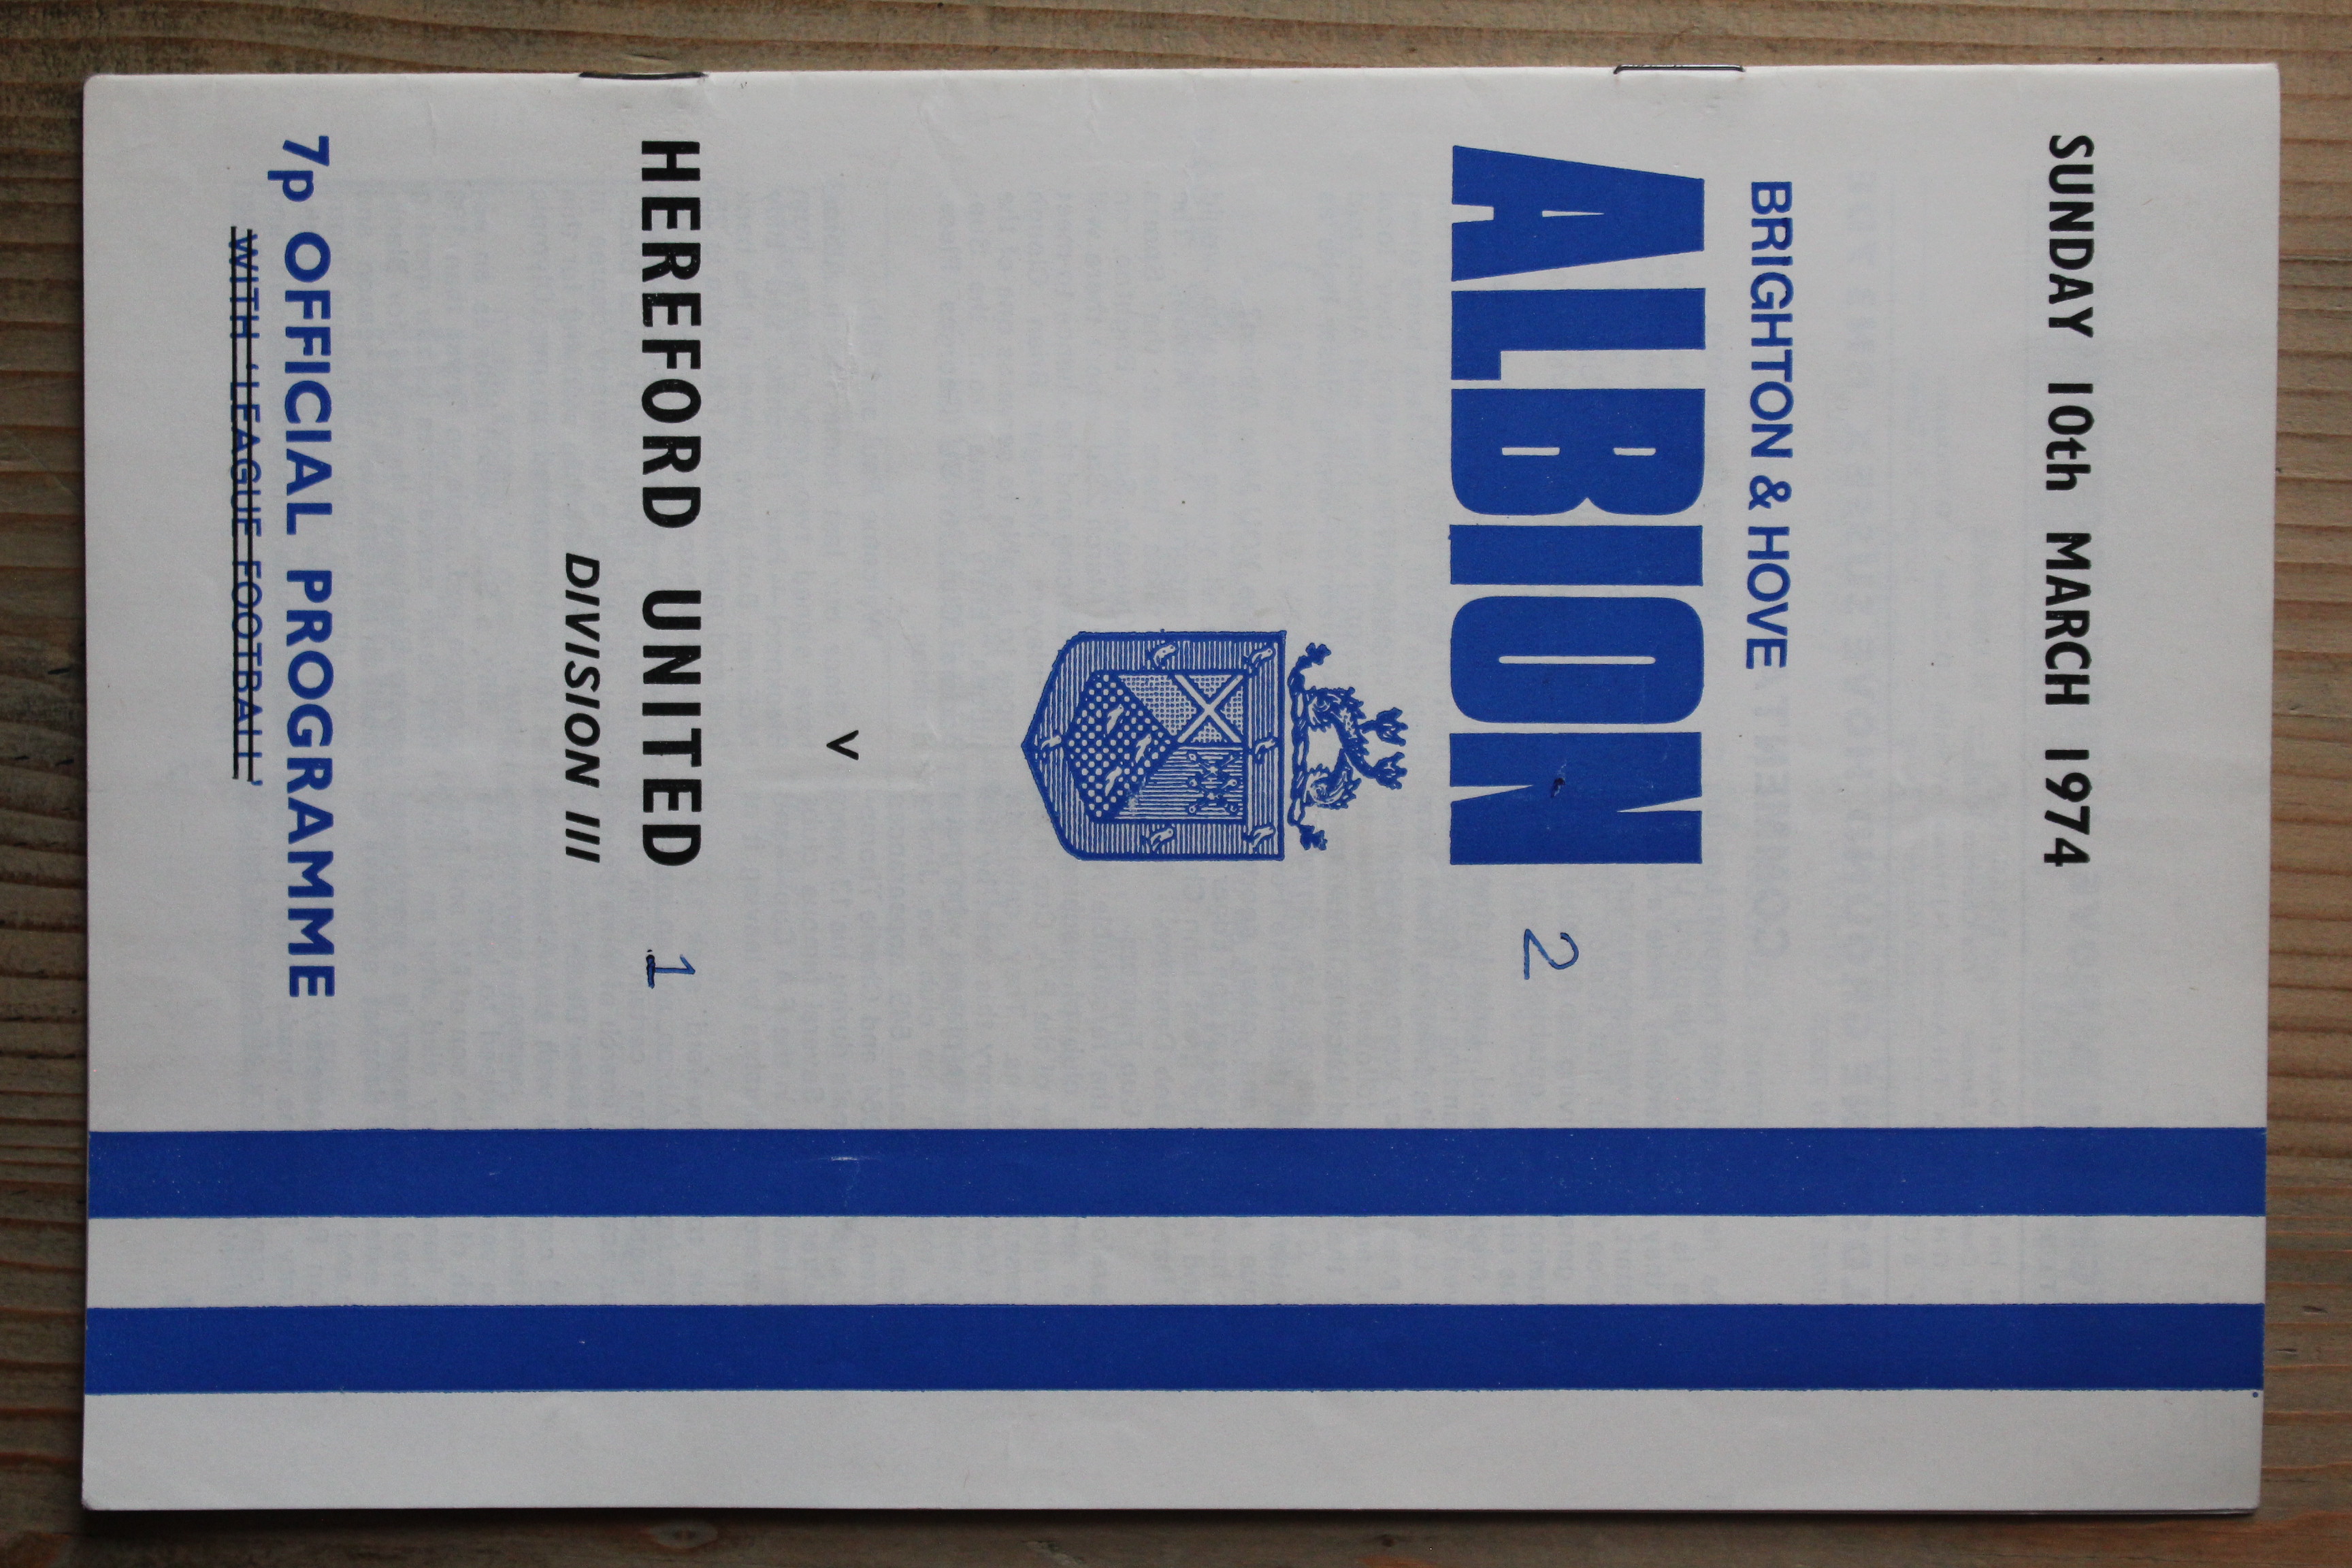 SUNDAY 10th MARCH 1974
BRIGHTON & HOVE
ALBION 2
v
HEREFORD UNITED 1
DIVISION III
7p OFFICIAL PROGRAMME
WITH 'LEAGUE FOOTBALL'